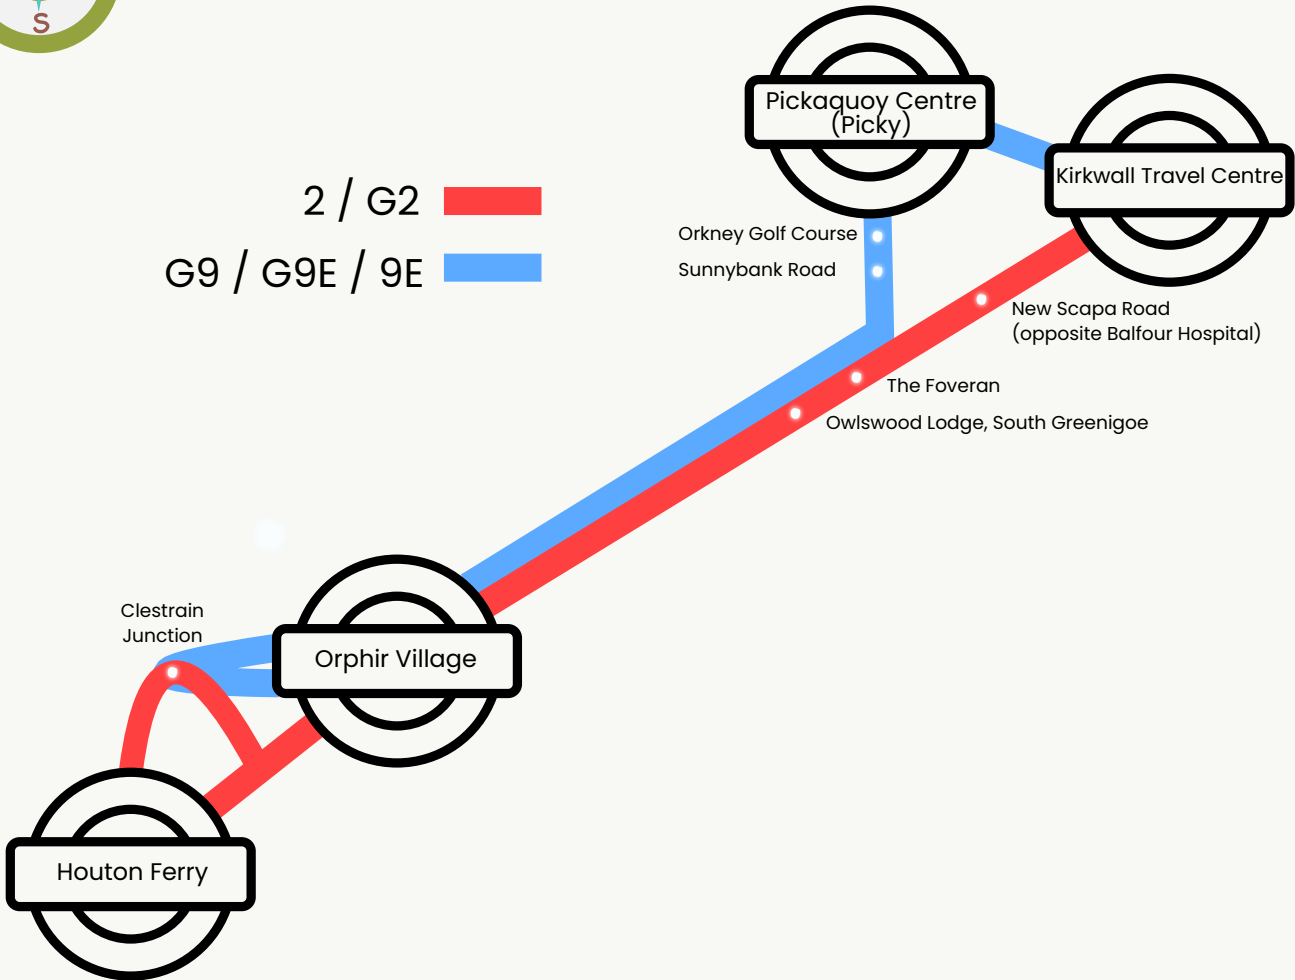 S
Pickaquoy Centre
(Picky)
Kirkwall Travel Centre
2 / G2
G9 / G9E / 9E
Orkney Golf Course
Sunnybank Road
New Scapa Road
(opposite Balfour Hospital)
The Foveran
Owlswood Lodge, South Greenigoe
Clestrain
Junction
Orphir Village
Houton Ferry